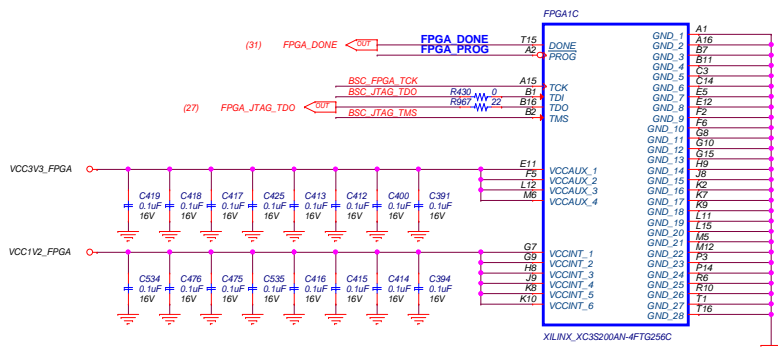 FPGA1C
(31) FPGA_DONE OUT FPGA_DONE T15 DONE
FPGA_PROG A2 PROG
BSC_FPGA_TCK A15 TCK
BSC_JTAG_TDO R430 0 B1 TDI
(27) FPGA_JTAG_TDO OUT R967 22 B16 TDO
BSC_JTAG_TMS B2 TMS
GND_1 A1
GND_2 A16
GND_3 B7
GND_4 B11
GND_5 C3
GND_6 C14
GND_7 E5
GND_8 E12
GND_9 F2
GND_10 F6
GND_11 G8
GND_12 G10
GND_13 G15
GND_14 H9
GND_15 J8
GND_16 K2
GND_17 K7
GND_18 K9
GND_19 L11
GND_20 L15
GND_21 M5
GND_22 M12
GND_23 P3
GND_24 P14
GND_25 R6
GND_26 R10
GND_27 T1
GND_28 T16
VCC3V3_FPGA
E11 VCCAUX_1
F5 VCCAUX_2
L12 VCCAUX_3
M6 VCCAUX_4
C419 C418 C417 C425 C413 C412 C400 C391
0.1uF 0.1uF 0.1uF 0.1uF 0.1uF 0.1uF 0.1uF 0.1uF
16V 16V 16V 16V 16V 16V 16V 16V
VCC1V2_FPGA
G7 VCCINT_1
G9 VCCINT_2
H8 VCCINT_3
J9 VCCINT_4
K8 VCCINT_5
K10 VCCINT_6
C534 C476 C475 C535 C416 C415 C414 C394
0.1uF 0.1uF 0.1uF 0.1uF 0.1uF 0.1uF 0.1uF 0.1uF
16V 16V 16V 16V 16V 16V 16V 16V
XILINX_XC3S200AN-4FTG256C